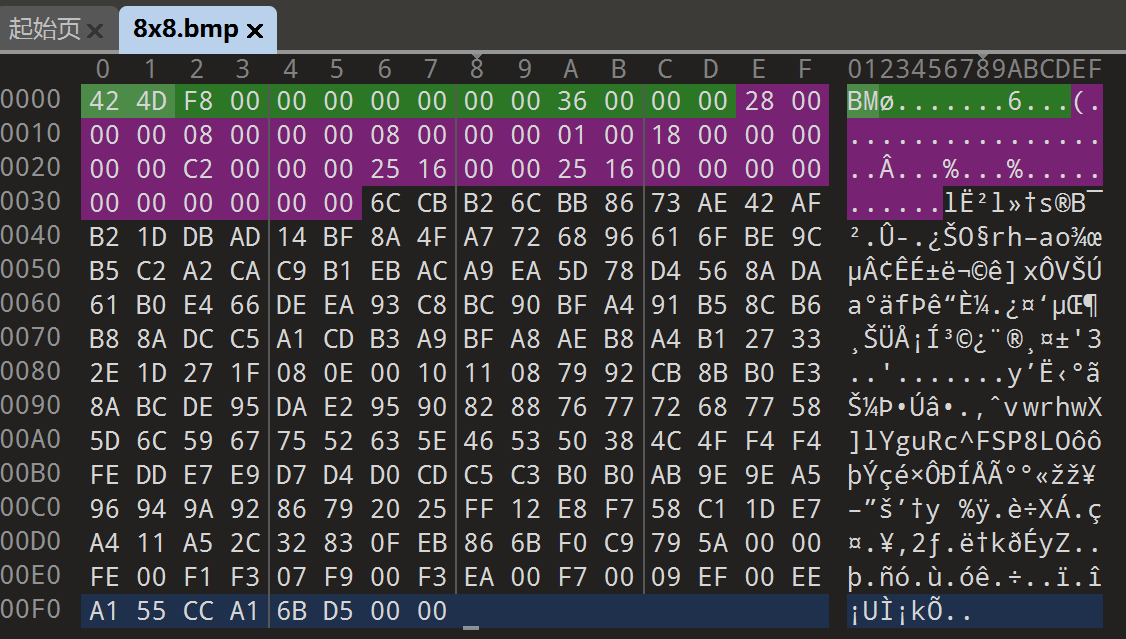 起始页 × 8x8.bmp ×
0 1 2 3 4 5 6 7 8 9 A B C D E F 0123456789ABCDEF
0000 42 4D F8 00 00 00 00 00 00 00 36 00 00 00 28 00 BMø.......6...(.
0010 00 00 08 00 00 00 08 00 00 00 01 00 18 00 00 00 ................
0020 00 00 C2 00 00 00 25 16 00 00 25 16 00 00 00 00 ..Â...%...%.....
0030 00 00 00 00 00 00 6C CB B2 6C BB 86 73 AE 42 AF ......lË²l»†s®B¯
0040 B2 1D DB AD 14 BF 8A 4F A7 72 68 96 61 6F BE 9C ².Û-.¿ŠO§rh–ao¾œ
0050 B5 C2 A2 CA C9 B1 EB AC A9 EA 5D 78 D4 56 8A DA µÂ¢ÊÉ±ë¬©ê]xÔVŠÚ
0060 61 B0 E4 66 DE EA 93 C8 BC 90 BF A4 91 B5 8C B6 a°äfÞê“È¼.¿¤‘µŒ¶
0070 B8 8A DC C5 A1 CD B3 A9 BF A8 AE B8 A4 B1 27 33 ¸ŠÜÅ¡Í³©¿¨®¸¤±'3
0080 2E 1D 27 1F 08 0E 00 10 11 08 79 92 CB 8B B0 E3 ..'.......y’Ë‹°ã
0090 8A BC DE 95 DA E2 95 90 82 88 76 77 72 68 77 58 Š¼Þ•Úâ•.‚ˆvwrhwX
00A0 5D 6C 59 67 75 52 63 5E 46 53 50 38 4C 4F F4 F4 ]lYguRc^FSP8LOôô
00B0 FE DD E7 E9 D7 D4 D0 CD C5 C3 B0 B0 AB 9E 9E A5 þÝçé×ÔÐÍÅÃ°°«žž¥
00C0 96 94 9A 92 86 79 20 25 FF 12 E8 F7 58 C1 1D E7 –”š’†y %ÿ.è÷XÁ.ç
00D0 A4 11 A5 2C 32 83 0F EB 86 6B F0 C9 79 5A 00 00 ¤.¥,2ƒ.ë†kðÉyZ..
00E0 FE 00 F1 F3 07 F9 00 F3 EA 00 F7 00 09 EF 00 EE þ.ñó.ù.óê.÷..ï.î
00F0 A1 55 CC A1 6B D5 00 00 ¡UÌ¡kÕ..